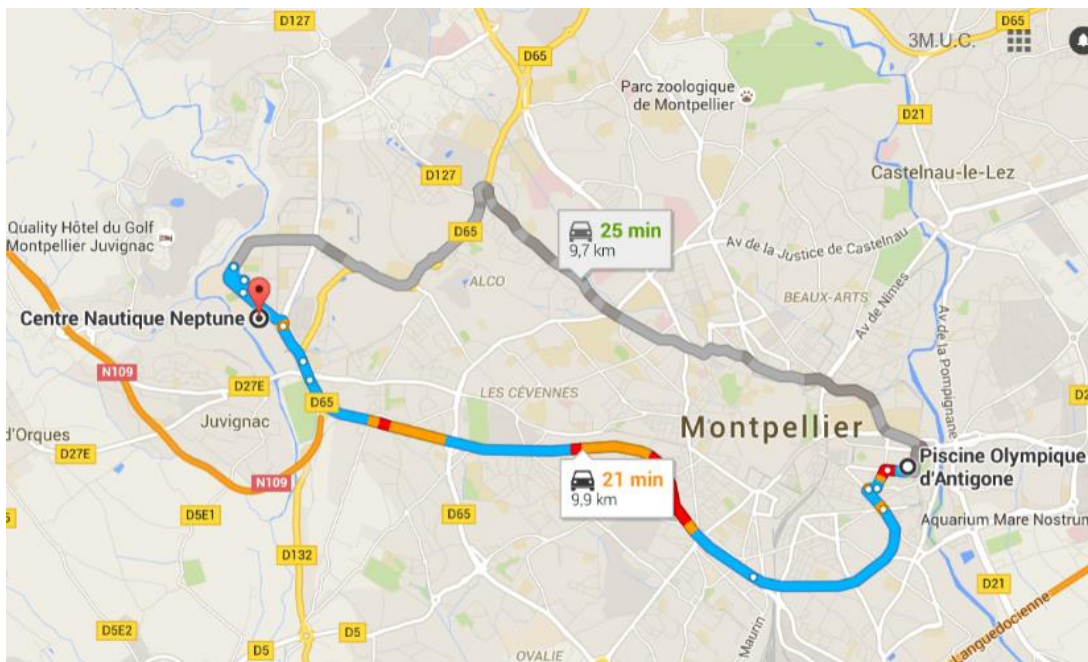 D127
D65
D65
3M.U.C.
D65
Parc zoologique
de Montpellier
D21
D127
Castelnau-le-Lez
Quality Hôtel du Golf
Montpellier Juvignac
D65
25 min
9,7 km
Av de la Justice de Castelnau
ALCO
BEAUX-ARTS
Av de Nîmes
Av de la Pompignane
Centre Nautique Neptune
N109
D27E
LES CÉVENNES
D65
Juvignac
Montpellier
d'Orques
D27E
Piscine Olympique
d'Antigone
21 min
9,9 km
N109
D5E1
D65
Aquarium Mare Nostrum
D132
D21
Languedocienne
D5E2
D5
D5
Maurin
OVALIE